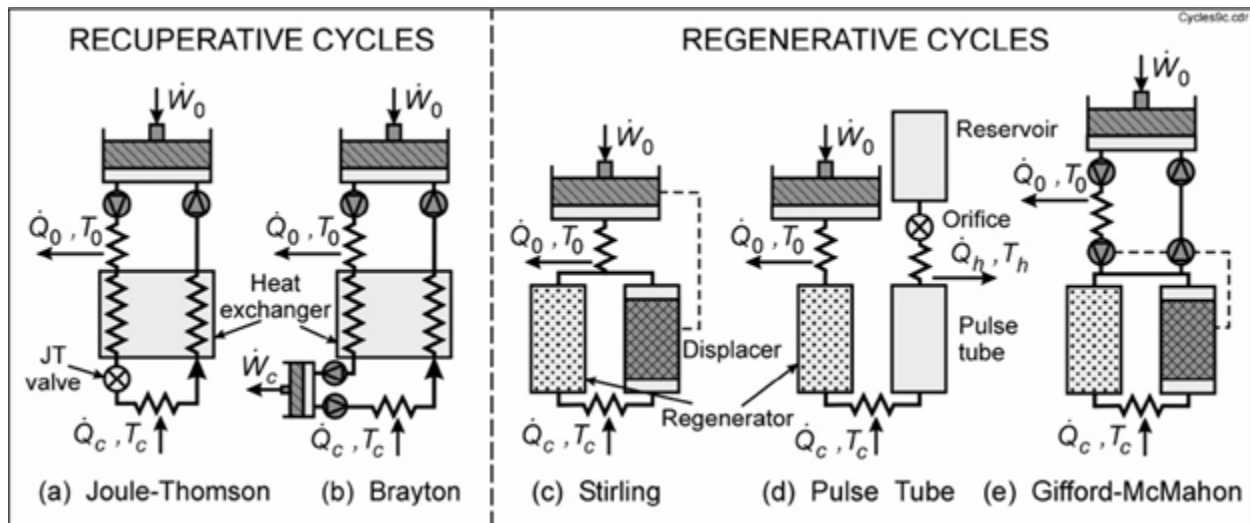 Cycles9c.cdr
RECUPERATIVE CYCLES
Ẇ0
Ẇ0
Q̇0 , T0
Q̇0 , T0
Heat
exchanger
JT
valve
Ẇc
Q̇c , Tc
Q̇c , Tc
(a) Joule-Thomson
(b) Brayton
REGENERATIVE CYCLES
Ẇ0
Ẇ0
Ẇ0
Reservoir
Orifice
Q̇0 , T0
Q̇0 , T0
Q̇h , Th
Q̇0 , T0
Displacer
Pulse
tube
Regenerator
Q̇c , Tc
Q̇c , Tc
Q̇c , Tc
(c) Stirling
(d) Pulse Tube
(e) Gifford-McMahon